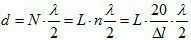 d = N · λ/2 = L · n λ/2 = L · 20/Δl · λ/2